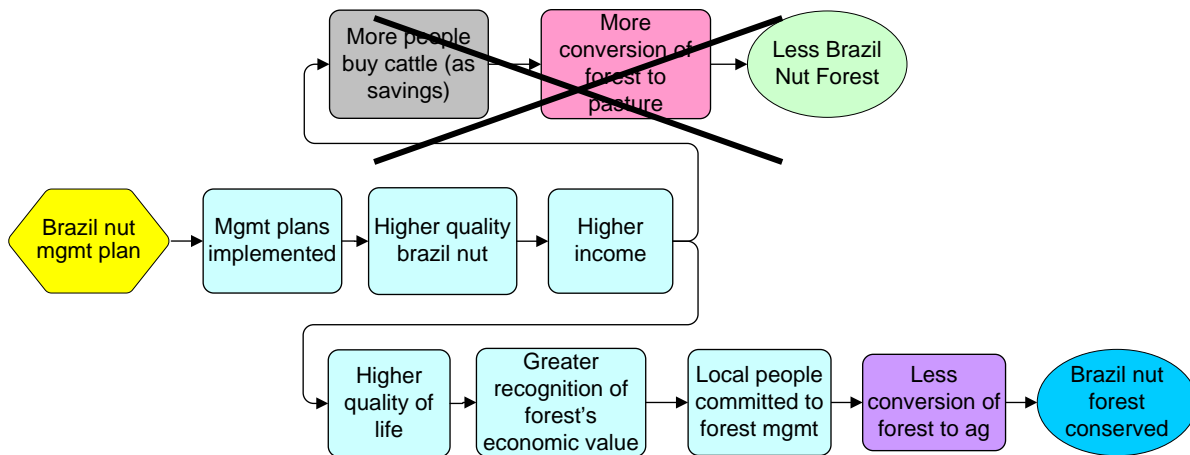 More people
buy cattle (as
savings)
More
conversion of
forest to
pasture
Less Brazil
Nut Forest
Brazil nut
mgmt plan
Mgmt plans
implemented
Higher quality
brazil nut
Higher
income
Higher
quality of
life
Greater
recognition of
forest's
economic value
Local people
committed to
forest mgmt
Less
conversion of
forest to ag
Brazil nut
forest
conserved